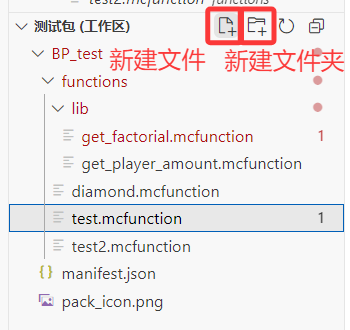 test2.mcfunction functions
测试包 (工作区)
BP_test
新建文件 新建文件夹
functions
lib
get_factorial.mcfunction 1
get_player_amount.mcfunction
diamond.mcfunction
test.mcfunction 1
test2.mcfunction
manifest.json
pack_icon.png